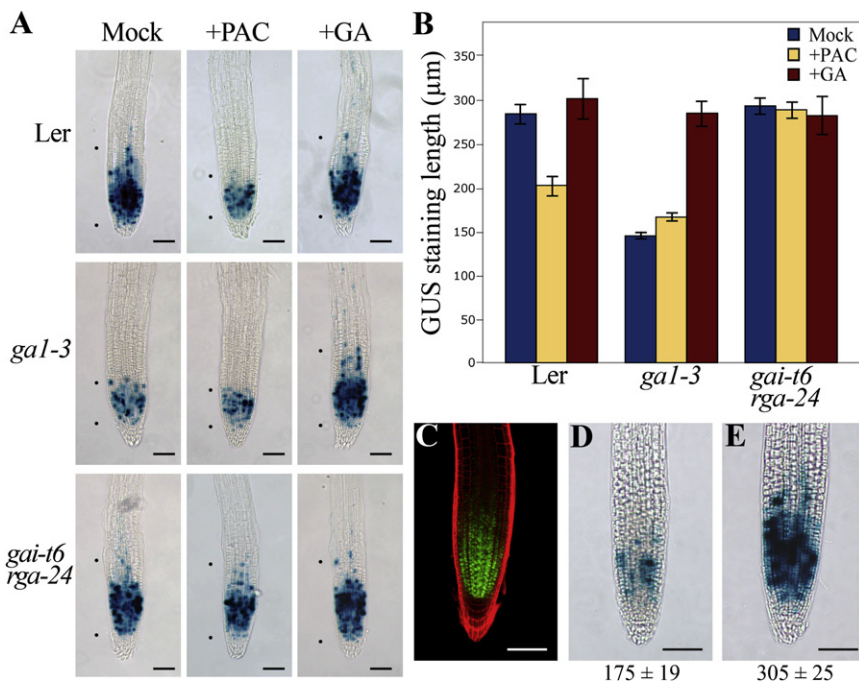 A
Mock +PAC +GA
Ler
ga1-3
gai-t6
rga-24
B
GUS staining length (µm)
350
300
250
200
150
100
50
0
Mock
+PAC
+GA
Ler
ga1-3
gai-t6
rga-24
C
D
E
175 ± 19
305 ± 25